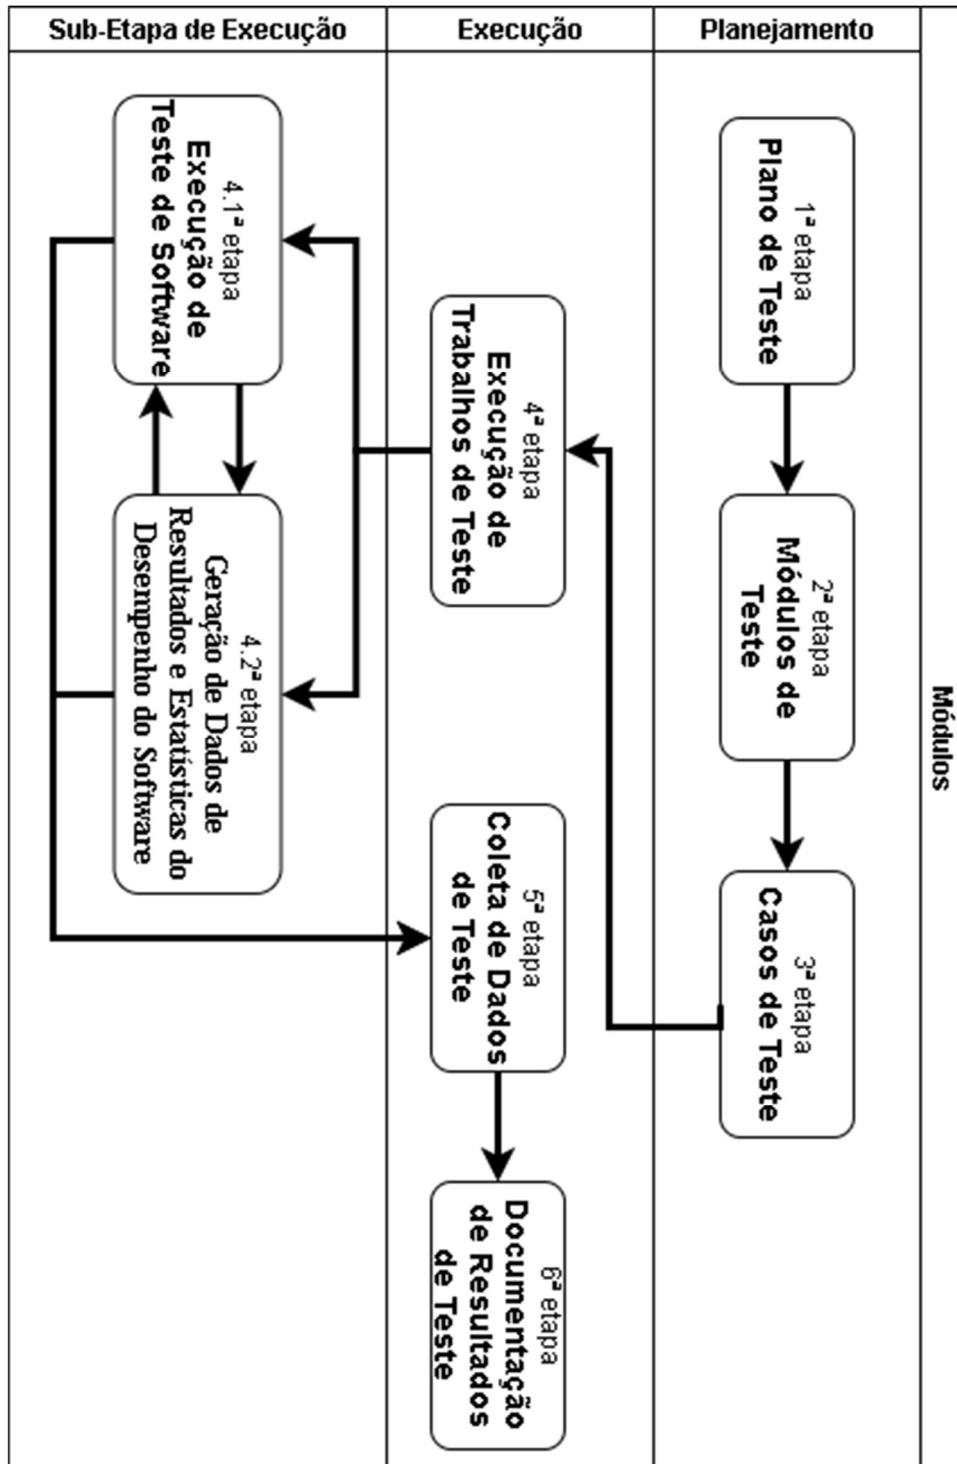 Módulos
Planejamento
1ª etapa
Plano de Teste
2ª etapa
Módulos de
Teste
3ª etapa
Casos de Teste
Execução
4ª etapa
Execução de
Trabalhos de Teste
5ª etapa
Coleta de Dados
de Teste
6ª etapa
Documentação
de Resultados
de Teste
Sub-Etapa de Execução
4.1ª etapa
Execução de
Teste de Software
4.2ª etapa
Geração de Dados de
Resultados e Estatísticas do
Desempenho do Software